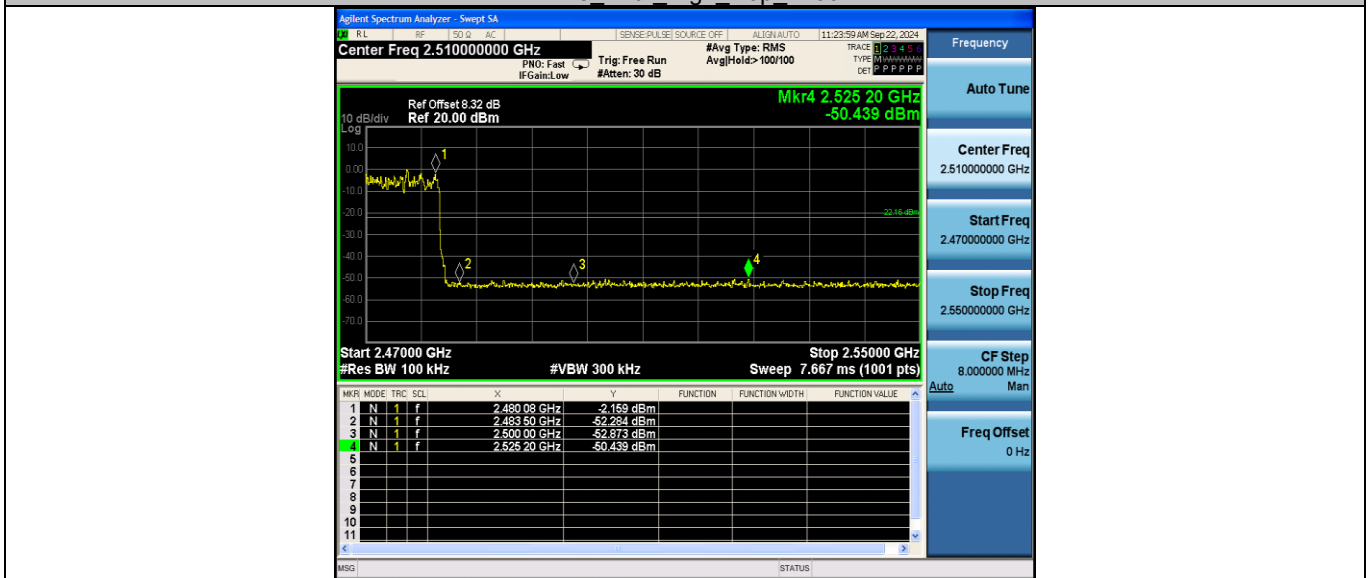 Agilent Spectrum Analyzer - Swept SA
RL RF 50 Ω AC SENSE:PULSE SOURCE OFF ALIGN AUTO 11:23:59 AM Sep 22, 2024
Center Freq 2.510000000 GHz
PNO: Fast
IFGain:Low
Trig: Free Run
#Atten: 30 dB
#Avg Type: RMS
Avg|Hold:>100/100
TRACE 1 2 3 4 5 6
TYPE M
DET P P P P P P
Frequency
Auto Tune
Center Freq
2.510000000 GHz
Start Freq
2.470000000 GHz
Stop Freq
2.550000000 GHz
CF Step
8.000000 MHz
Auto Man
Freq Offset
0 Hz
Mkr4 2.525 20 GHz
-50.439 dBm
Ref Offset 8.32 dB
10 dB/div Ref 20.00 dBm
Log
10.0
0.00
-10.0
-20.0
-30.0
-40.0
-50.0
-60.0
-70.0
1
2
3
4
-22.16 dBm
Start 2.47000 GHz Stop 2.55000 GHz
#Res BW 100 kHz #VBW 300 kHz Sweep 7.667 ms (1001 pts)
MKR MODE TRC SCL X Y FUNCTION FUNCTION WIDTH FUNCTION VALUE
1 N 1 f 2.480 08 GHz -2.159 dBm
2 N 1 f 2.483 50 GHz -52.284 dBm
3 N 1 f 2.500 00 GHz -52.873 dBm
4 N 1 f 2.525 20 GHz -50.439 dBm
5
6
7
8
9
10
11
MSG STATUS